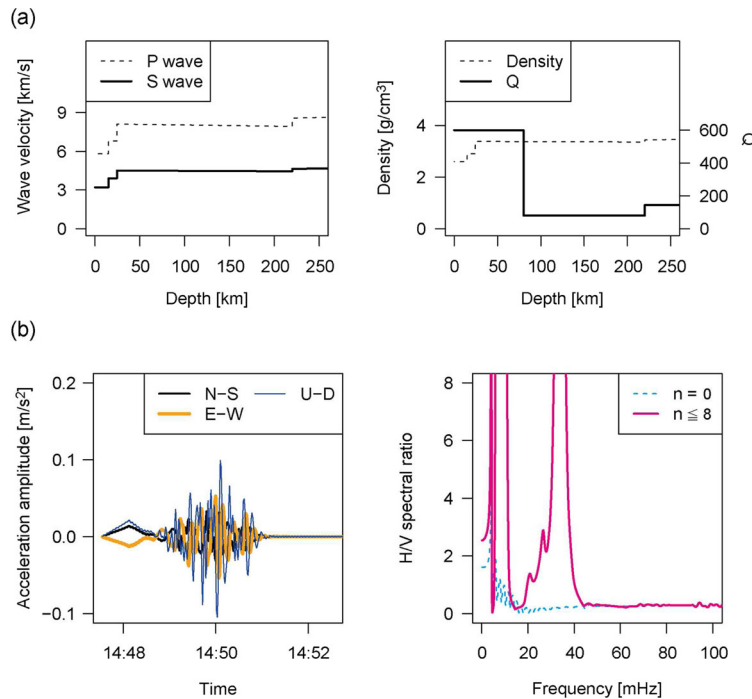 (a)
P wave
S wave
Wave velocity [km/s]
9
6
3
0
0 50 100 150 200 250
Depth [km]
Density
Q
Density [g/cm³]
4
2
0
600
400
200
0
Q
0 50 100 150 200 250
Depth [km]
(b)
N−S U−D
E−W
Acceleration amplitude [m/s²]
0.2
0.1
0.0
−0.1
14:48 14:50 14:52
Time
n = 0
n ≦ 8
H/V spectral ratio
8
6
4
2
0
0 20 40 60 80 100
Frequency [mHz]